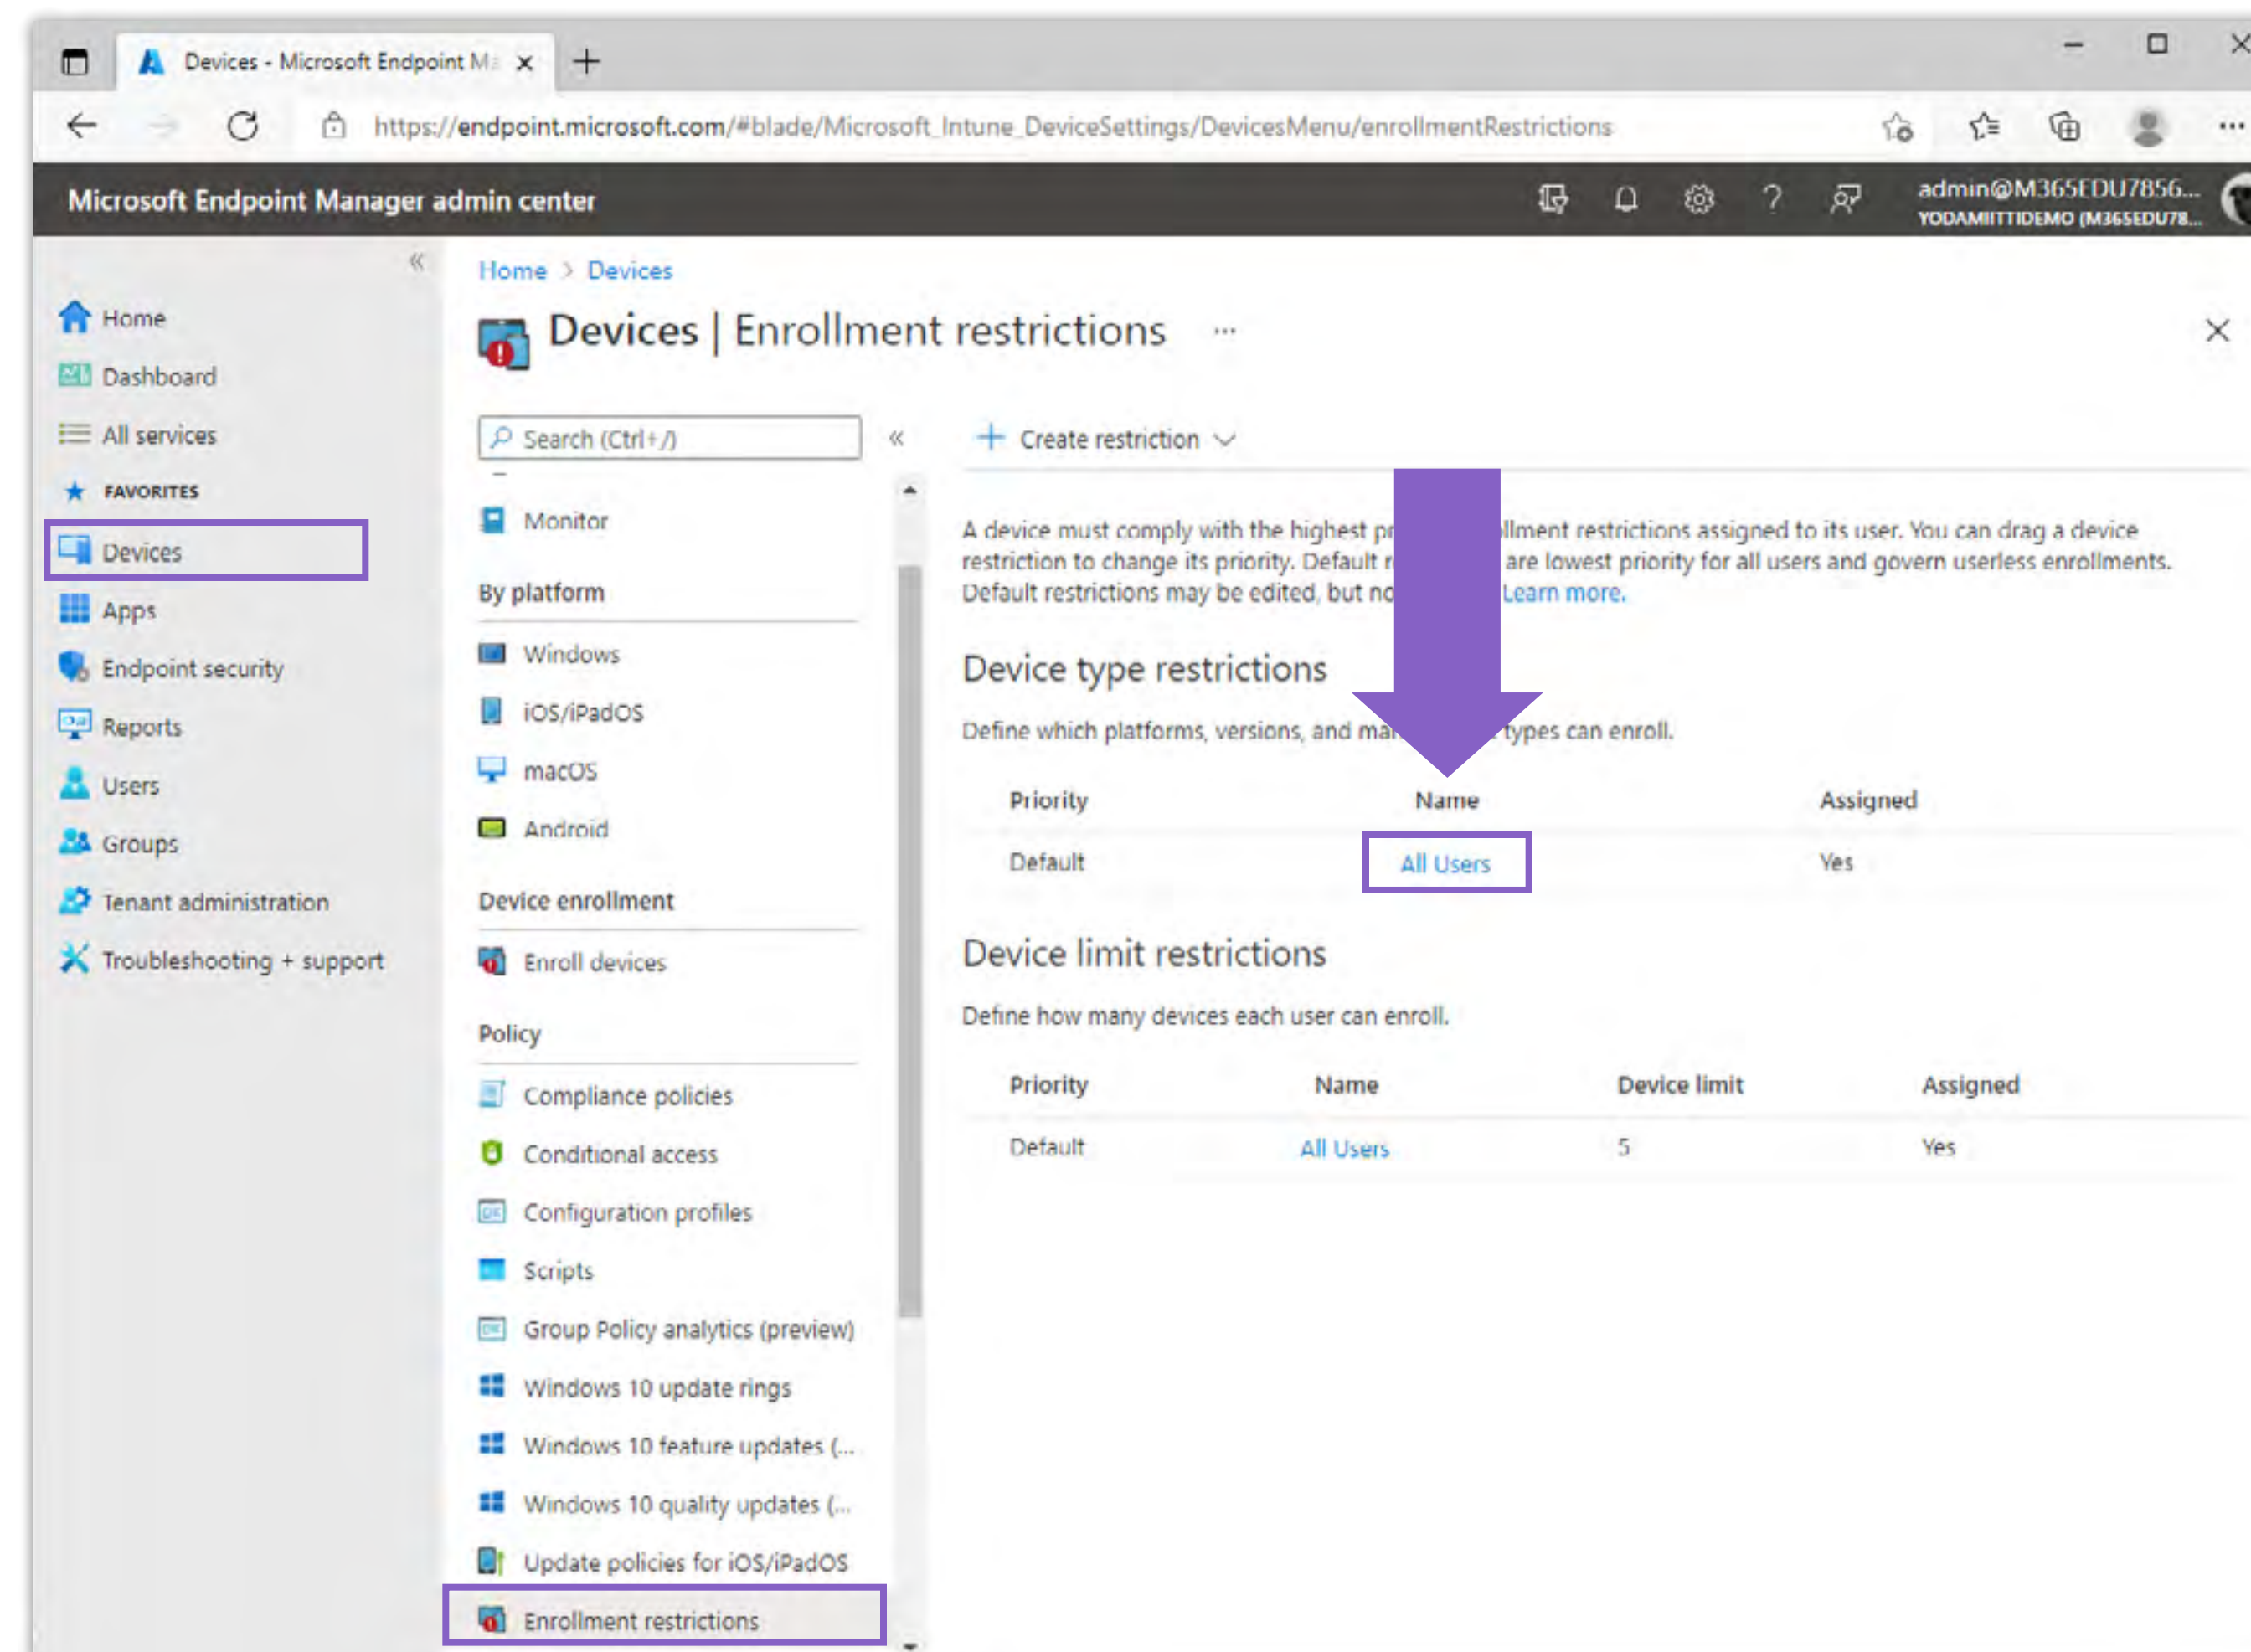 Devices - Microsoft Endpoint Ma
https://endpoint.microsoft.com/#blade/Microsoft_Intune_DeviceSettings/DevicesMenu/enrollmentRestrictions
Microsoft Endpoint Manager admin center
admin@M365EDU7856...
YODAMIITTIDEMO (M365EDU78...
Home
Dashboard
All services
FAVORITES
Devices
Apps
Endpoint security
Reports
Users
Groups
Tenant administration
Troubleshooting + support
Home > Devices
Devices | Enrollment restrictions ...
Search (Ctrl+/)
Monitor
By platform
Windows
iOS/iPadOS
macOS
Android
Device enrollment
Enroll devices
Policy
Compliance policies
Conditional access
Configuration profiles
Scripts
Group Policy analytics (preview)
Windows 10 update rings
Windows 10 feature updates (...
Windows 10 quality updates (...
Update policies for iOS/iPadOS
Enrollment restrictions
+ Create restriction
A device must comply with the highest restrictions assigned to its user. You can drag a device
restriction to change its priority. Default are lowest priority for all users and govern userless enrollments.
Default restrictions may be edited, but Learn more.
Device type restrictions
Define which platforms, versions, and types can enroll.
Priority Name Assigned
Default All Users Yes
Device limit restrictions
Define how many devices each user can enroll.
Priority Name Device limit Assigned
Default All Users 5 Yes